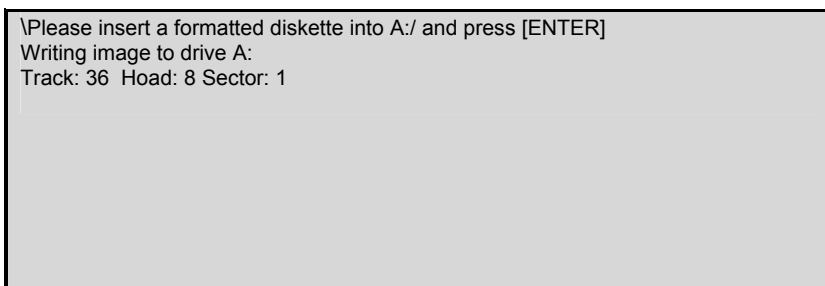 \Please insert a formatted diskette into A:/ and press [ENTER]
Writing image to drive A:
Track: 36  Hoad: 8 Sector: 1